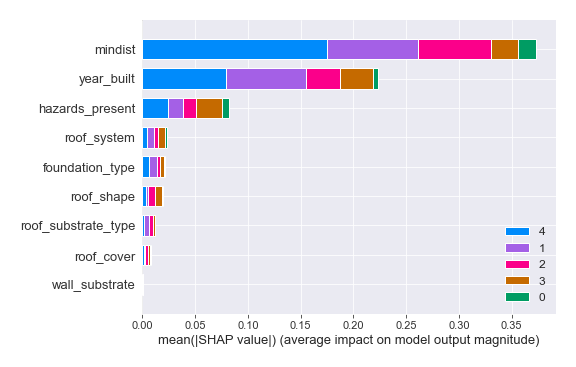 mindist
year_built
hazards_present
roof_system
foundation_type
roof_shape
roof_substrate_type
roof_cover
wall_substrate
4
1
2
3
0
0.00 0.05 0.10 0.15 0.20 0.25 0.30 0.35
mean(|SHAP value|) (average impact on model output magnitude)